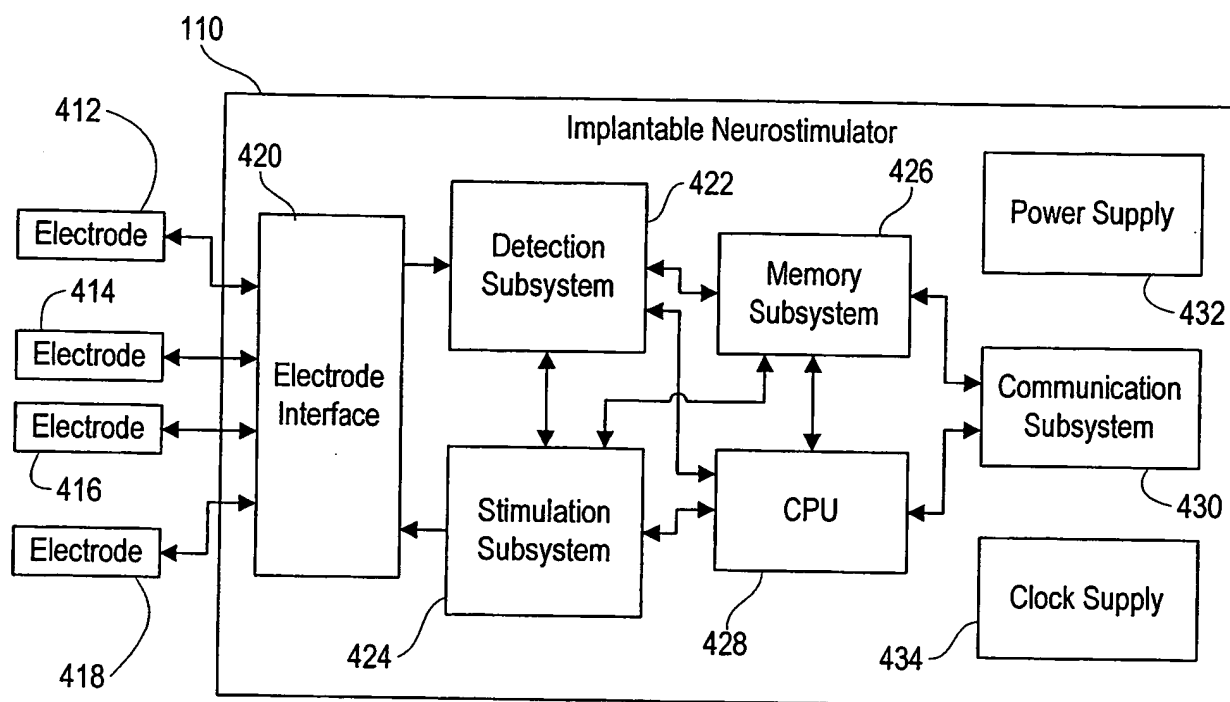 110
412
Implantable Neurostimulator
420
422
426
Electrode
Detection
Subsystem
Memory
Subsystem
Power Supply
414
432
Electrode
Electrode
Interface
Communication
Subsystem
Electrode
416
Stimulation
Subsystem
CPU
430
Electrode
Clock Supply
424
428
434
418